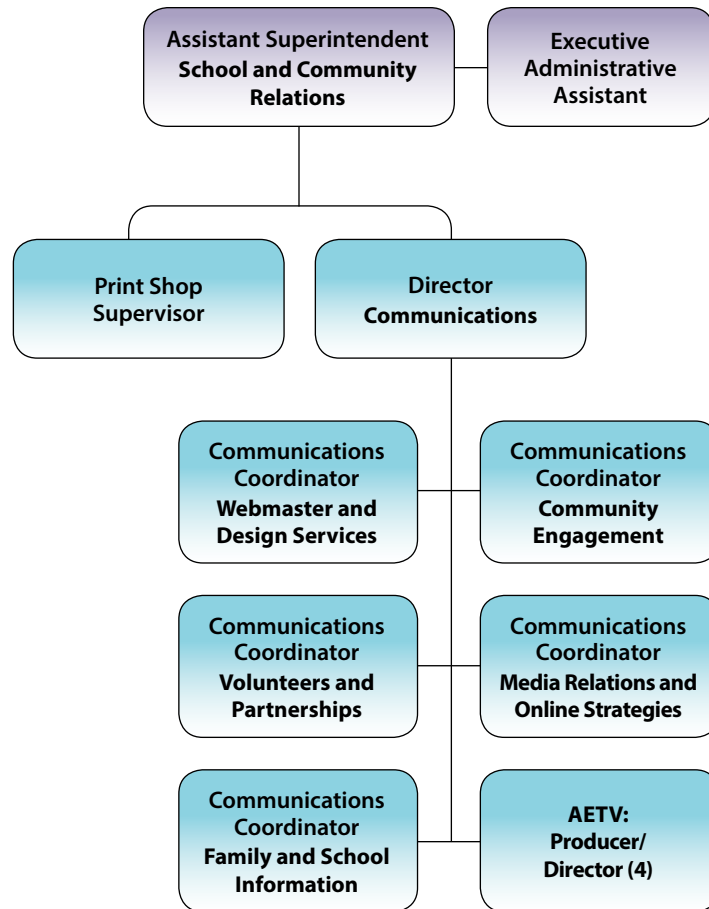 Assistant Superintendent
School and Community
Relations
Executive
Administrative
Assistant
Print Shop
Supervisor
Director
Communications
Communications
Coordinator
Webmaster and
Design Services
Communications
Coordinator
Community
Engagement
Communications
Coordinator
Volunteers and
Partnerships
Communications
Coordinator
Media Relations and
Online Strategies
Communications
Coordinator
Family and School
Information
AETV:
Producer/
Director (4)